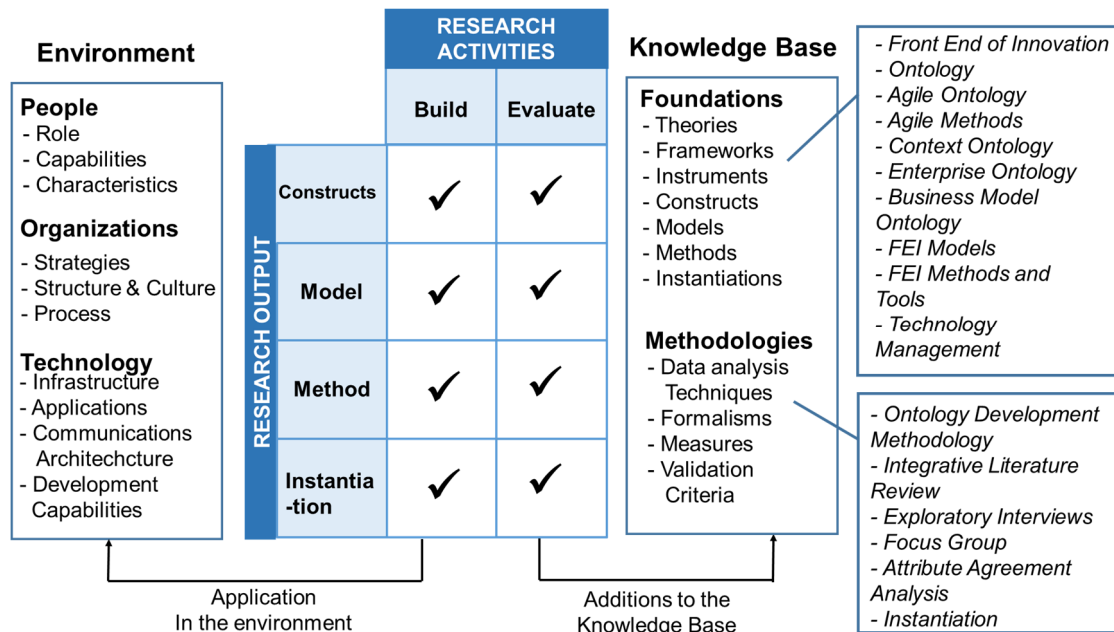 Environment
People
- Role
- Capabilities
- Characteristics
Organizations
- Strategies
- Structure & Culture
- Process
Technology
- Infrastructure
- Applications
- Communications
Architechcture
- Development
Capabilities
RESEARCH
ACTIVITIES
Build
Evaluate
RESEARCH OUTPUT
Constructs
Model
Method
Instantia
-tion
Knowledge Base
Foundations
- Theories
- Frameworks
- Instruments
- Constructs
- Models
- Methods
- Instantiations
Methodologies
- Data analysis
Techniques
- Formalisms
- Measures
- Validation
Criteria
- Front End of Innovation
- Ontology
- Agile Ontology
- Agile Methods
- Context Ontology
- Enterprise Ontology
- Business Model
Ontology
- FEI Models
- FEI Methods and
Tools
- Technology
Management
- Ontology Development
Methodology
- Integrative Literature
Review
- Exploratory Interviews
- Focus Group
- Attribute Agreement
Analysis
- Instantiation
Application
In the environment
Additions to the
Knowledge Base